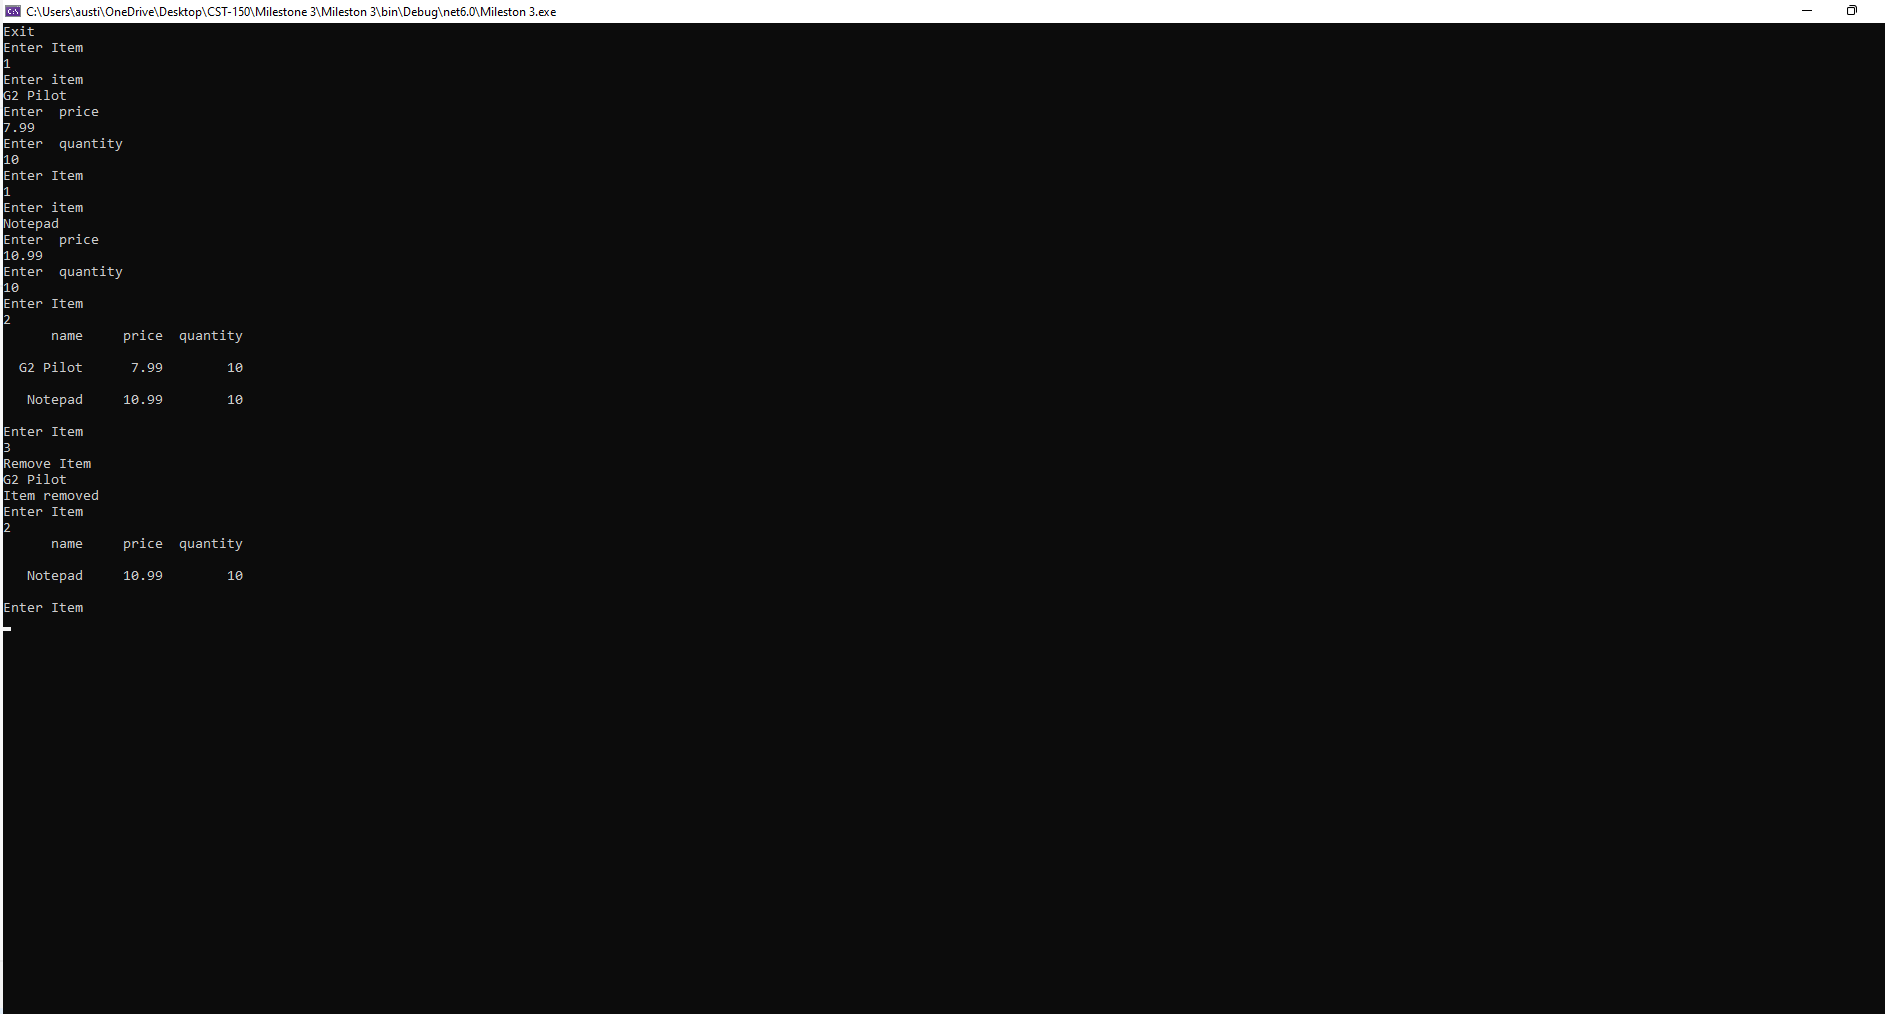 C:\Users\austi\OneDrive\Desktop\CST-150\Milestone 3\Mileston 3\bin\Debug\net6.0\Mileston 3.exe
Exit
Enter Item
1
Enter item
G2 Pilot
Enter  price
7.99
Enter  quantity
10
Enter Item
1
Enter item
Notepad
Enter  price
10.99
Enter  quantity
10
Enter Item
2
      name     price  quantity
  G2 Pilot      7.99        10
   Notepad     10.99        10
Enter Item
3
Remove Item
G2 Pilot
Item removed
Enter Item
2
      name     price  quantity
   Notepad     10.99        10
Enter Item